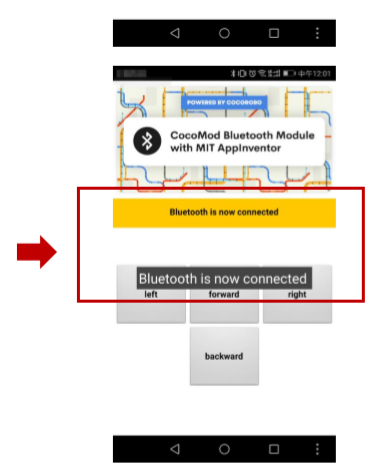 中午12:01
POWERED BY COCOROBO
CocoMod Bluetooth Module
with MIT AppInventor
Bluetooth is now connected
Bluetooth is now connected
left
forward
right
backward